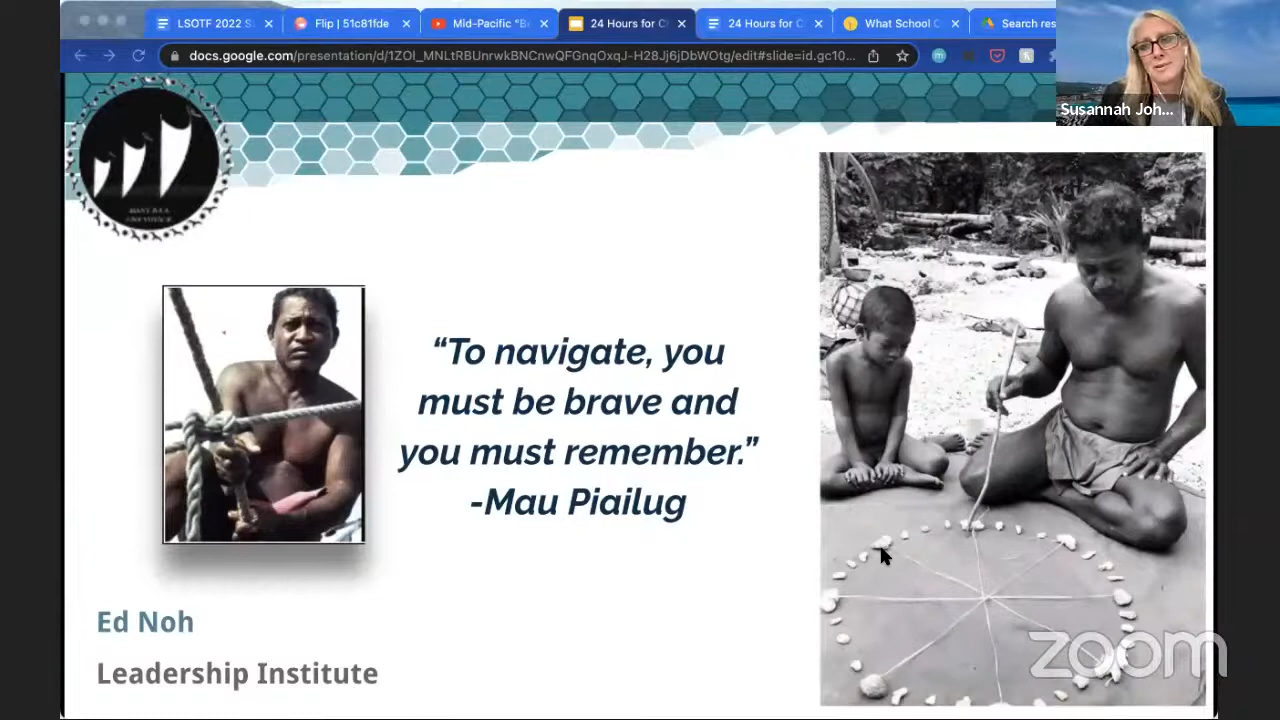 LSOTF 2022 S
Flip | 51c81fde
Mid-Pacific "B
24 Hours for C
24 Hours for C
What School C
Search res
docs.google.com/presentation/d/1ZOl_MNLtRBUnrwkBNCnwQFGnqOxqJ-H28Jj6jDbWOtg/edit#slide=id.gc10...
Susannah Joh...
“To navigate, you
must be brave and
you must remember.”
-Mau Piailug
Ed Noh
Leadership Institute
zoom